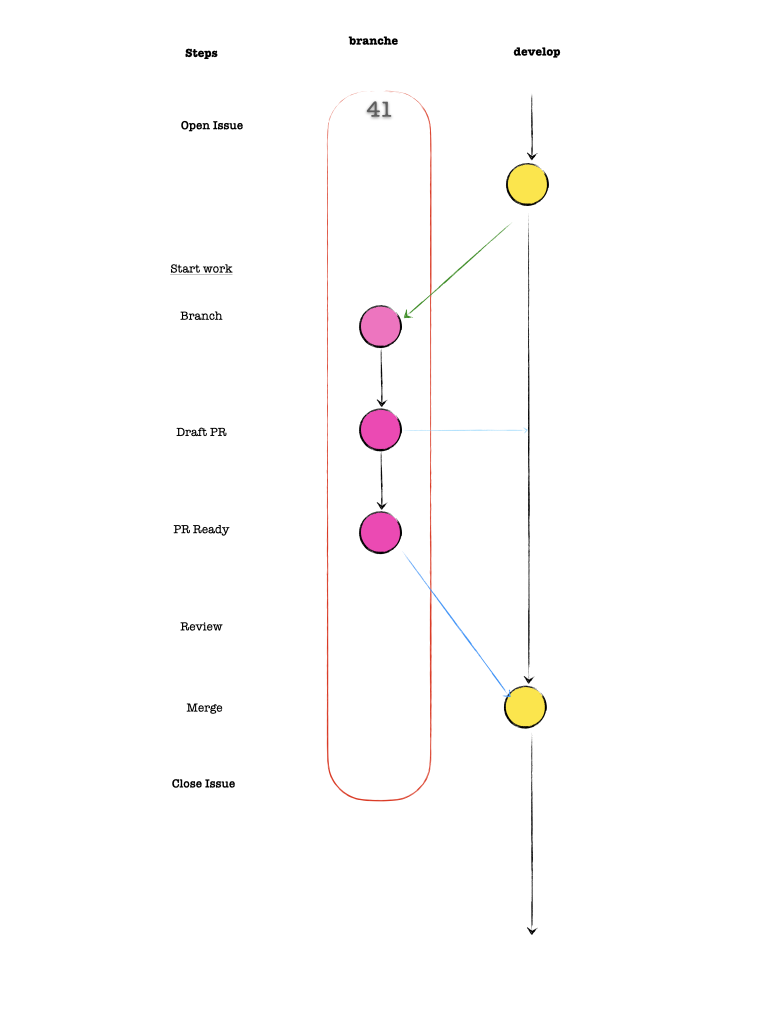 Steps
branche
develop
41
Open Issue
Start work
Branch
Draft PR
PR Ready
Review
Merge
Close Issue